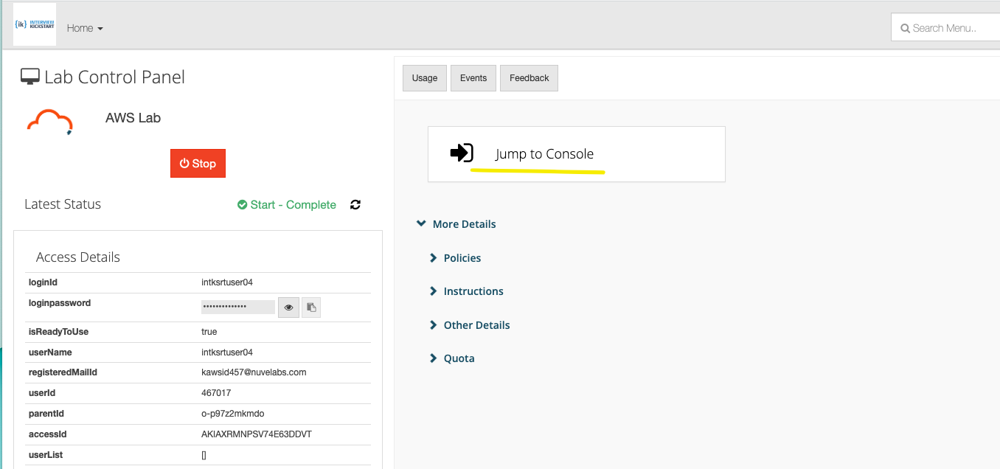 {ik} INTERVIEW KICKSTART
Home
Search Menu..
Lab Control Panel
AWS Lab
Stop
Latest Status
Start - Complete
Access Details
loginId intksrtuser04
loginpassword ••••••••••••••
isReadyToUse true
userName intksrtuser04
registeredMailId kawsid457@nuvelabs.com
userId 467017
parentId o-p97z2mkmdo
accessId AKIAXRMNPSV74E63DDVT
userList []
Usage Events Feedback
Jump to Console
More Details
Policies
Instructions
Other Details
Quota